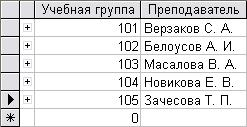 Учебная группа Преподаватель
+ 101 Верзаков С. А.
+ 102 Белоусов А. И.
+ 103 Масалова В. А.
+ 104 Новикова Е. В.
+ 105 Зачесова Т. П.
0